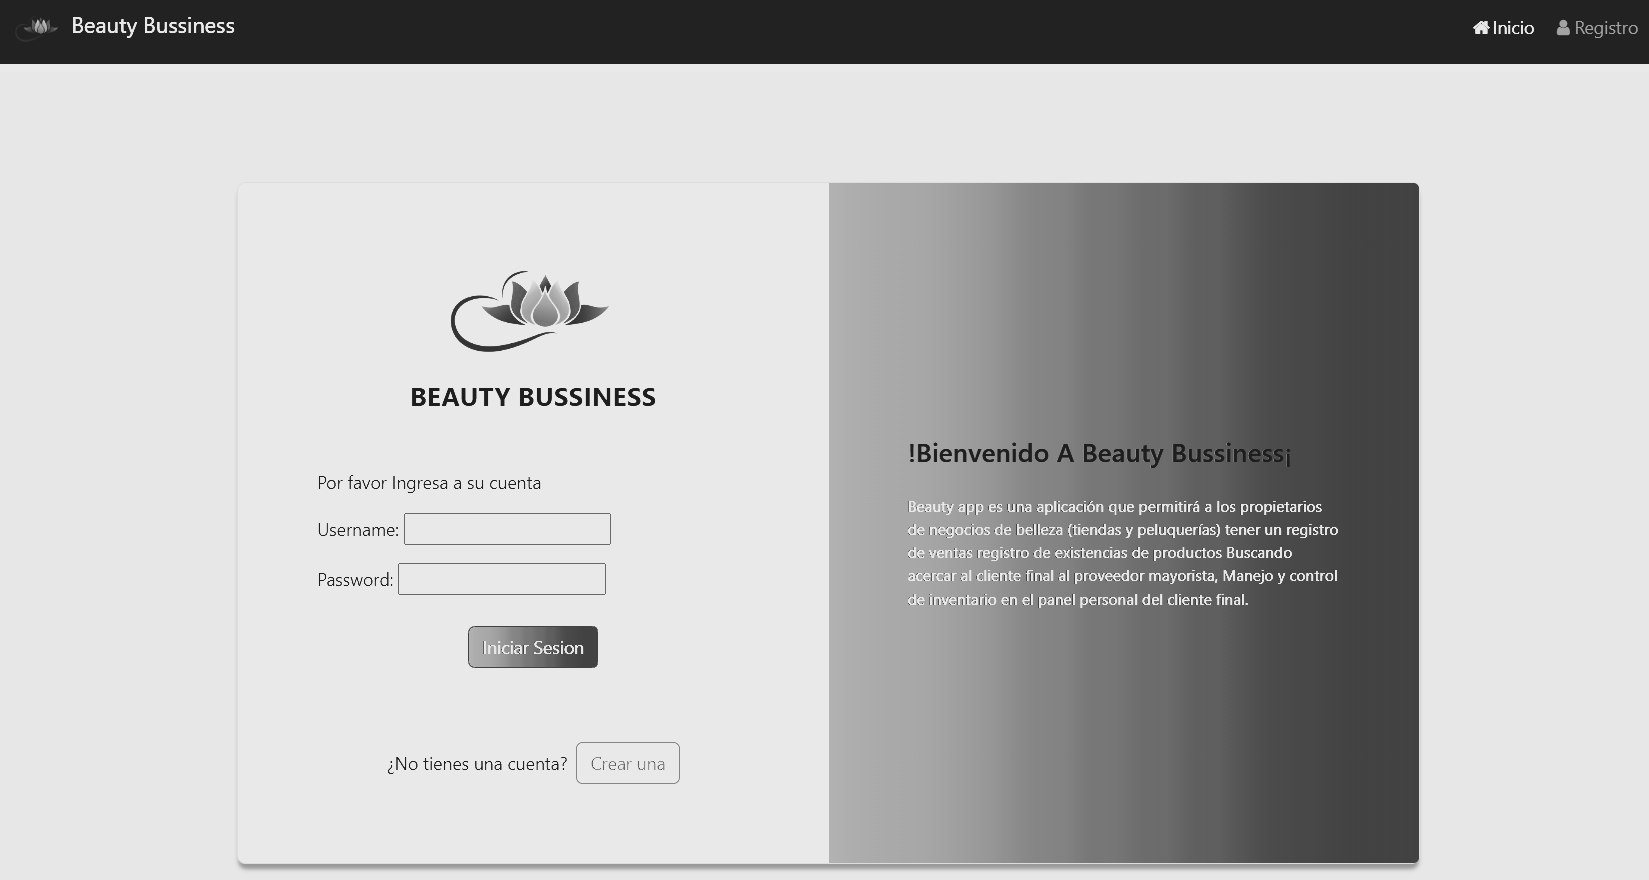 Beauty Bussiness
Inicio
Registro
BEAUTY BUSSINESS
Por favor Ingresa a su cuenta
Username:
Password:
Iniciar Sesion
¿No tienes una cuenta? Crear una
!Bienvenido A Beauty Bussiness¡
Beauty app es una aplicación que permitirá a los propietarios
de negocios de belleza (tiendas y peluquerías) tener un registro
de ventas registro de existencias de productos Buscando
acercar al cliente final al proveedor mayorista, Manejo y control
de inventario en el panel personal del cliente final.